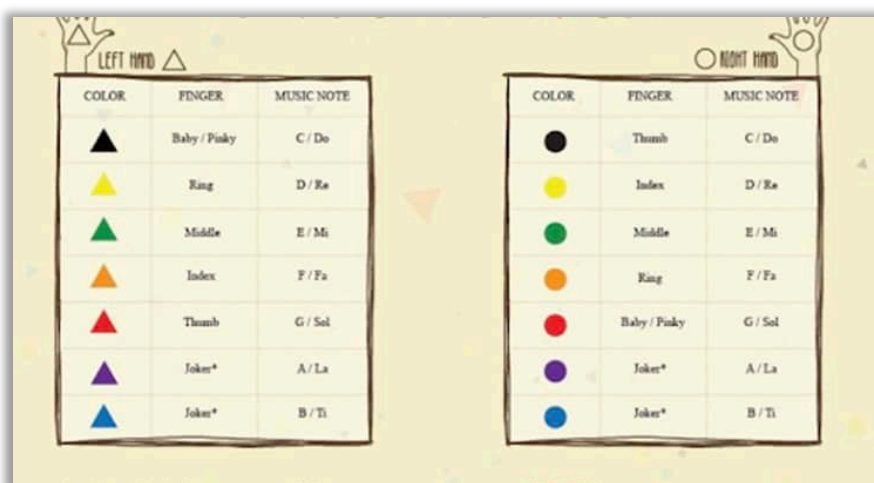 LEFT HAND
COLOR FINGER MUSIC NOTE
Baby / Pinky C / Do
Ring D / Re
Middle E / Mi
Index F / Fa
Thumb G / Sol
Joker* A / La
Joker* B / Ti
RIGHT HAND
COLOR FINGER MUSIC NOTE
Thumb C / Do
Index D / Re
Middle E / Mi
Ring F / Fa
Baby / Pinky G / Sol
Joker* A / La
Joker* B / Ti